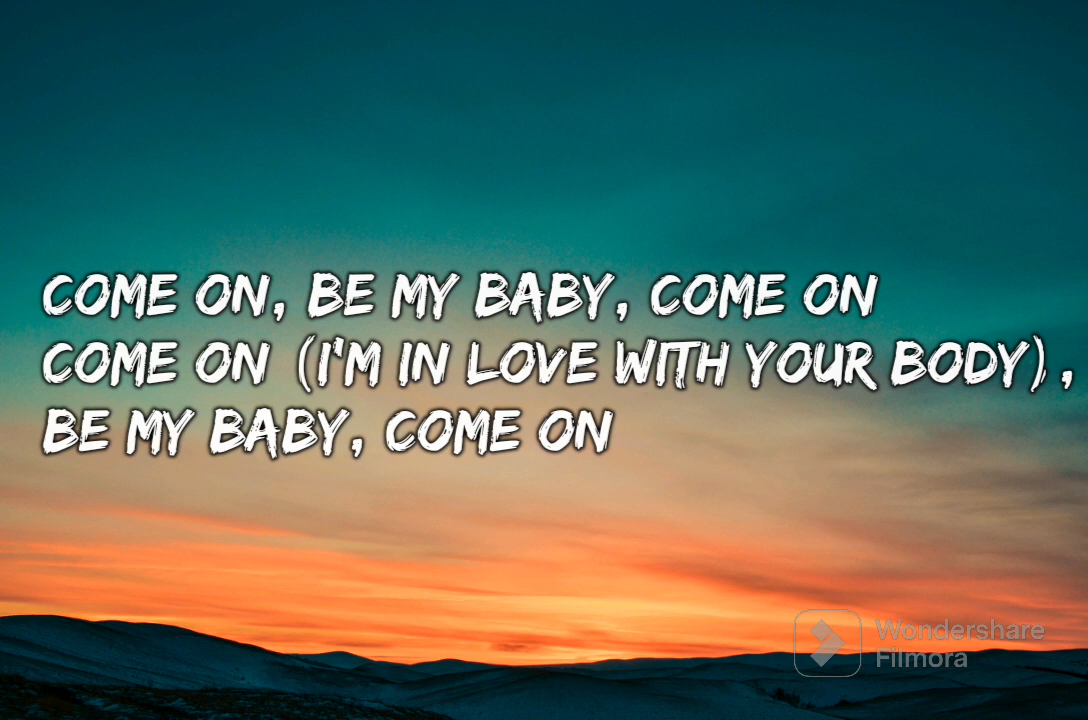 COME ON, BE MY BABY, COME ON
COME ON (I'M IN LOVE WITH YOUR BODY),
BE MY BABY, COME ON
Wondershare
Filmora